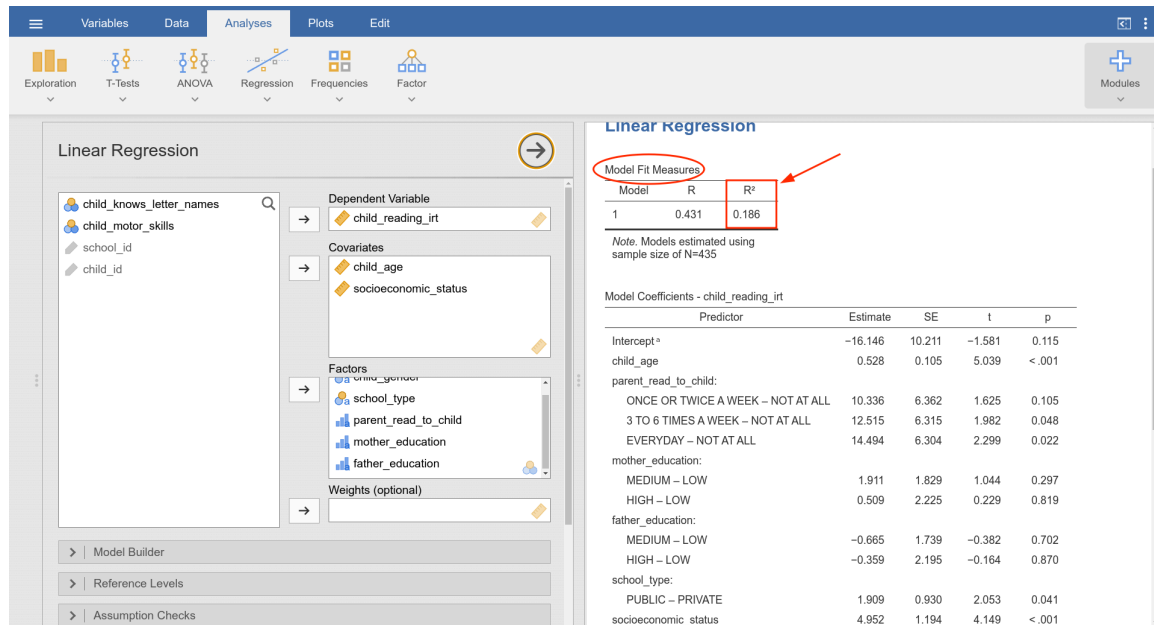 Variables Data Analyses Plots Edit
Exploration T-Tests ANOVA Regression Frequencies Factor Modules
Linear Regression
child_knows_letter_names
child_motor_skills
school_id
child_id
Dependent Variable
child_reading_irt
Covariates
child_age
socioeconomic_status
Factors
child_gender
school_type
parent_read_to_child
mother_education
father_education
Weights (optional)
Model Builder
Reference Levels
Assumption Checks
Linear Regression
Model Fit Measures
Model R R²
1 0.431 0.186
Note. Models estimated using
sample size of N=435
Model Coefficients - child_reading_irt
Predictor Estimate SE t p
Intercept ᵃ −16.146 10.211 −1.581 0.115
child_age 0.528 0.105 5.039 < .001
parent_read_to_child:
ONCE OR TWICE A WEEK – NOT AT ALL 10.336 6.362 1.625 0.105
3 TO 6 TIMES A WEEK – NOT AT ALL 12.515 6.315 1.982 0.048
EVERYDAY – NOT AT ALL 14.494 6.304 2.299 0.022
mother_education:
MEDIUM – LOW 1.911 1.829 1.044 0.297
HIGH – LOW 0.509 2.225 0.229 0.819
father_education:
MEDIUM – LOW −0.665 1.739 −0.382 0.702
HIGH – LOW −0.359 2.195 −0.164 0.870
school_type:
PUBLIC – PRIVATE 1.909 0.930 2.053 0.041
socioeconomic_status 4.952 1.194 4.149 < .001